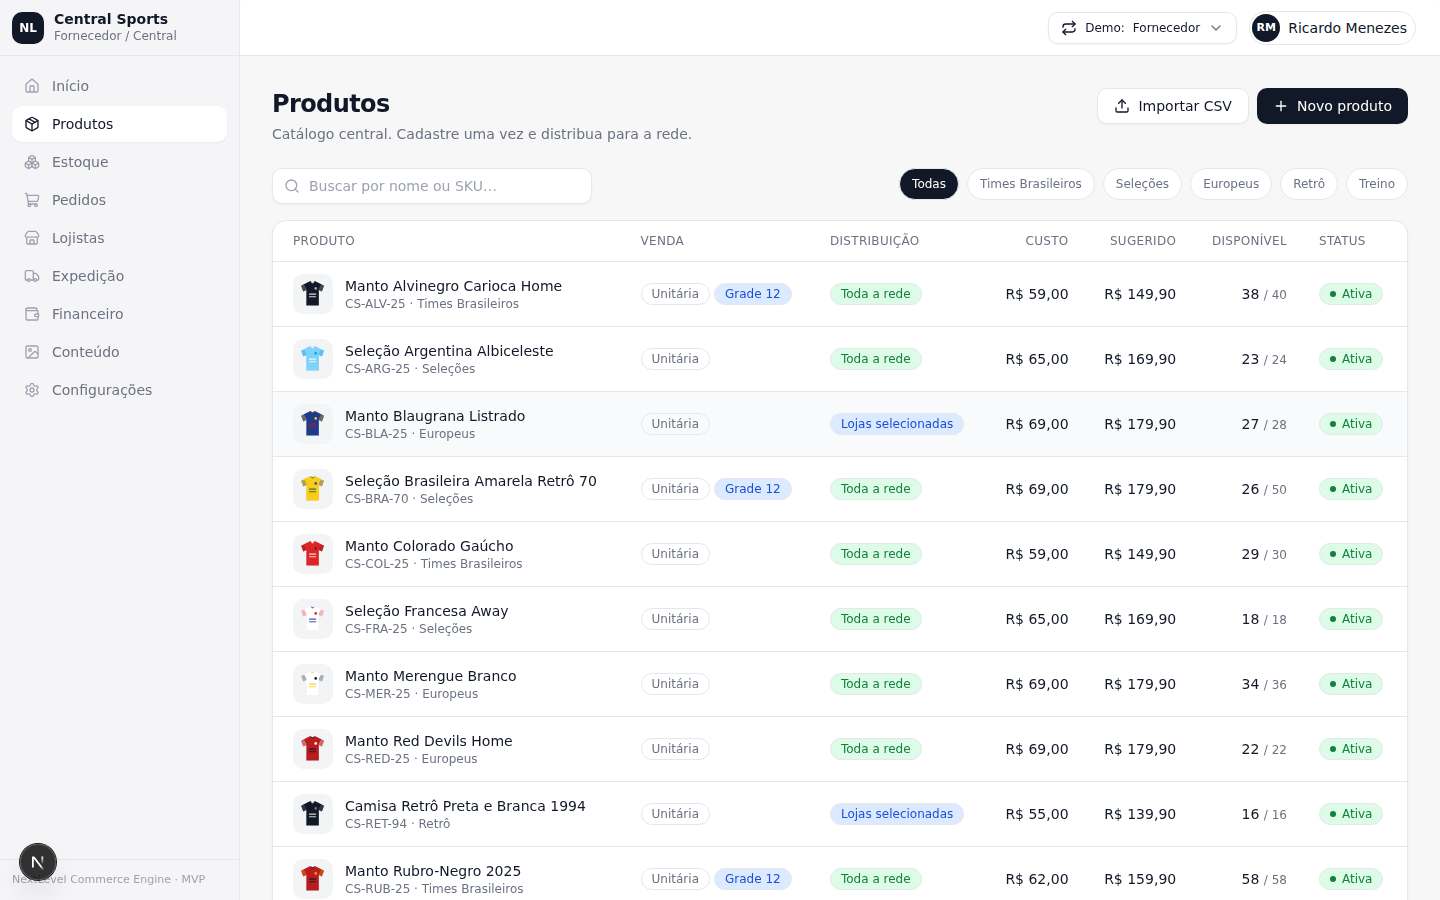 NL Central Sports
Fornecedor / Central
Demo: Fornecedor
RM Ricardo Menezes
Início
Produtos
Estoque
Pedidos
Lojistas
Expedição
Financeiro
Conteúdo
Configurações
Produtos
Catálogo central. Cadastre uma vez e distribua para a rede.
Importar CSV
Novo produto
Buscar por nome ou SKU...
Todas Times Brasileiros Seleções Europeus Retrô Treino
PRODUTO VENDA DISTRIBUIÇÃO CUSTO SUGERIDO DISPONÍVEL STATUS
Manto Alvinegro Carioca Home
CS-ALV-25 · Times Brasileiros
Unitária Grade 12 Toda a rede R$ 59,00 R$ 149,90 38 / 40 Ativa
Seleção Argentina Albiceleste
CS-ARG-25 · Seleções
Unitária Toda a rede R$ 65,00 R$ 169,90 23 / 24 Ativa
Manto Blaugrana Listrado
CS-BLA-25 · Europeus
Unitária Lojas selecionadas R$ 69,00 R$ 179,90 27 / 28 Ativa
Seleção Brasileira Amarela Retrô 70
CS-BRA-70 · Seleções
Unitária Grade 12 Toda a rede R$ 69,00 R$ 179,90 26 / 50 Ativa
Manto Colorado Gaúcho
CS-COL-25 · Times Brasileiros
Unitária Toda a rede R$ 59,00 R$ 149,90 29 / 30 Ativa
Seleção Francesa Away
CS-FRA-25 · Seleções
Unitária Toda a rede R$ 65,00 R$ 169,90 18 / 18 Ativa
Manto Merengue Branco
CS-MER-25 · Europeus
Unitária Toda a rede R$ 69,00 R$ 179,90 34 / 36 Ativa
Manto Red Devils Home
CS-RED-25 · Europeus
Unitária Toda a rede R$ 69,00 R$ 179,90 22 / 22 Ativa
Camisa Retrô Preta e Branca 1994
CS-RET-94 · Retrô
Unitária Lojas selecionadas R$ 55,00 R$ 139,90 16 / 16 Ativa
Manto Rubro-Negro 2025
CS-RUB-25 · Times Brasileiros
Unitária Grade 12 Toda a rede R$ 62,00 R$ 159,90 58 / 58 Ativa
N
Commerce Engine · MVP